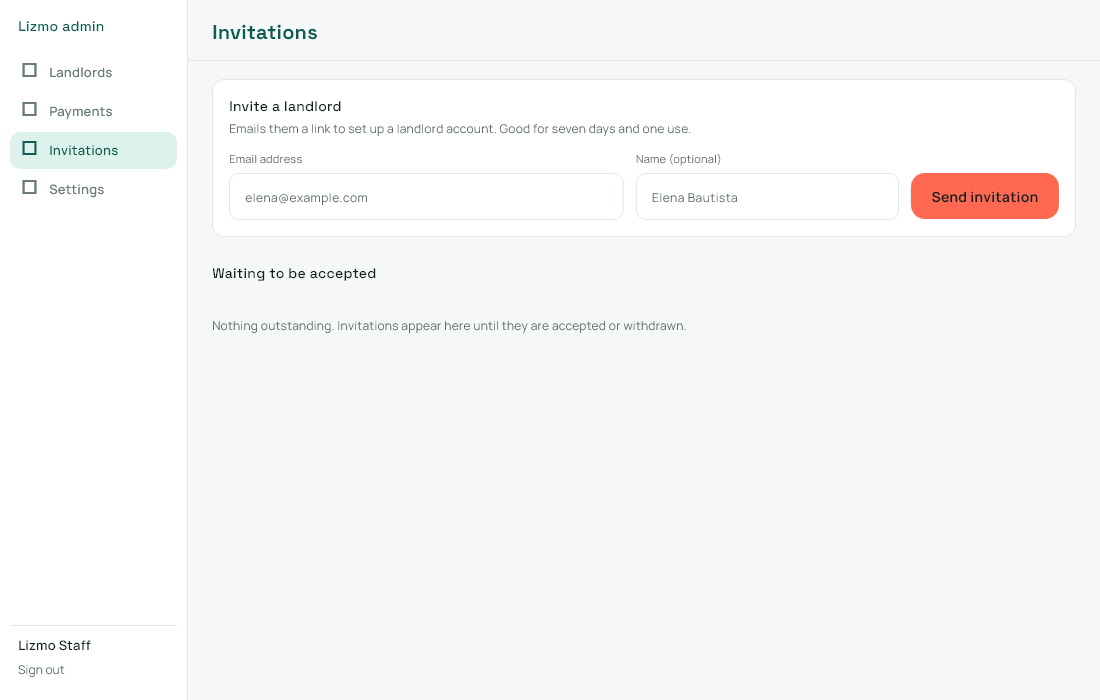 Lizmo admin
Landlords
Payments
Invitations
Settings
Lizmo Staff
Sign out
Invitations
Invite a landlord
Emails them a link to set up a landlord account. Good for seven days and one use.
Email address
Name (optional)
elena@example.com
Elena Bautista
Send invitation
Waiting to be accepted
Nothing outstanding. Invitations appear here until they are accepted or withdrawn.